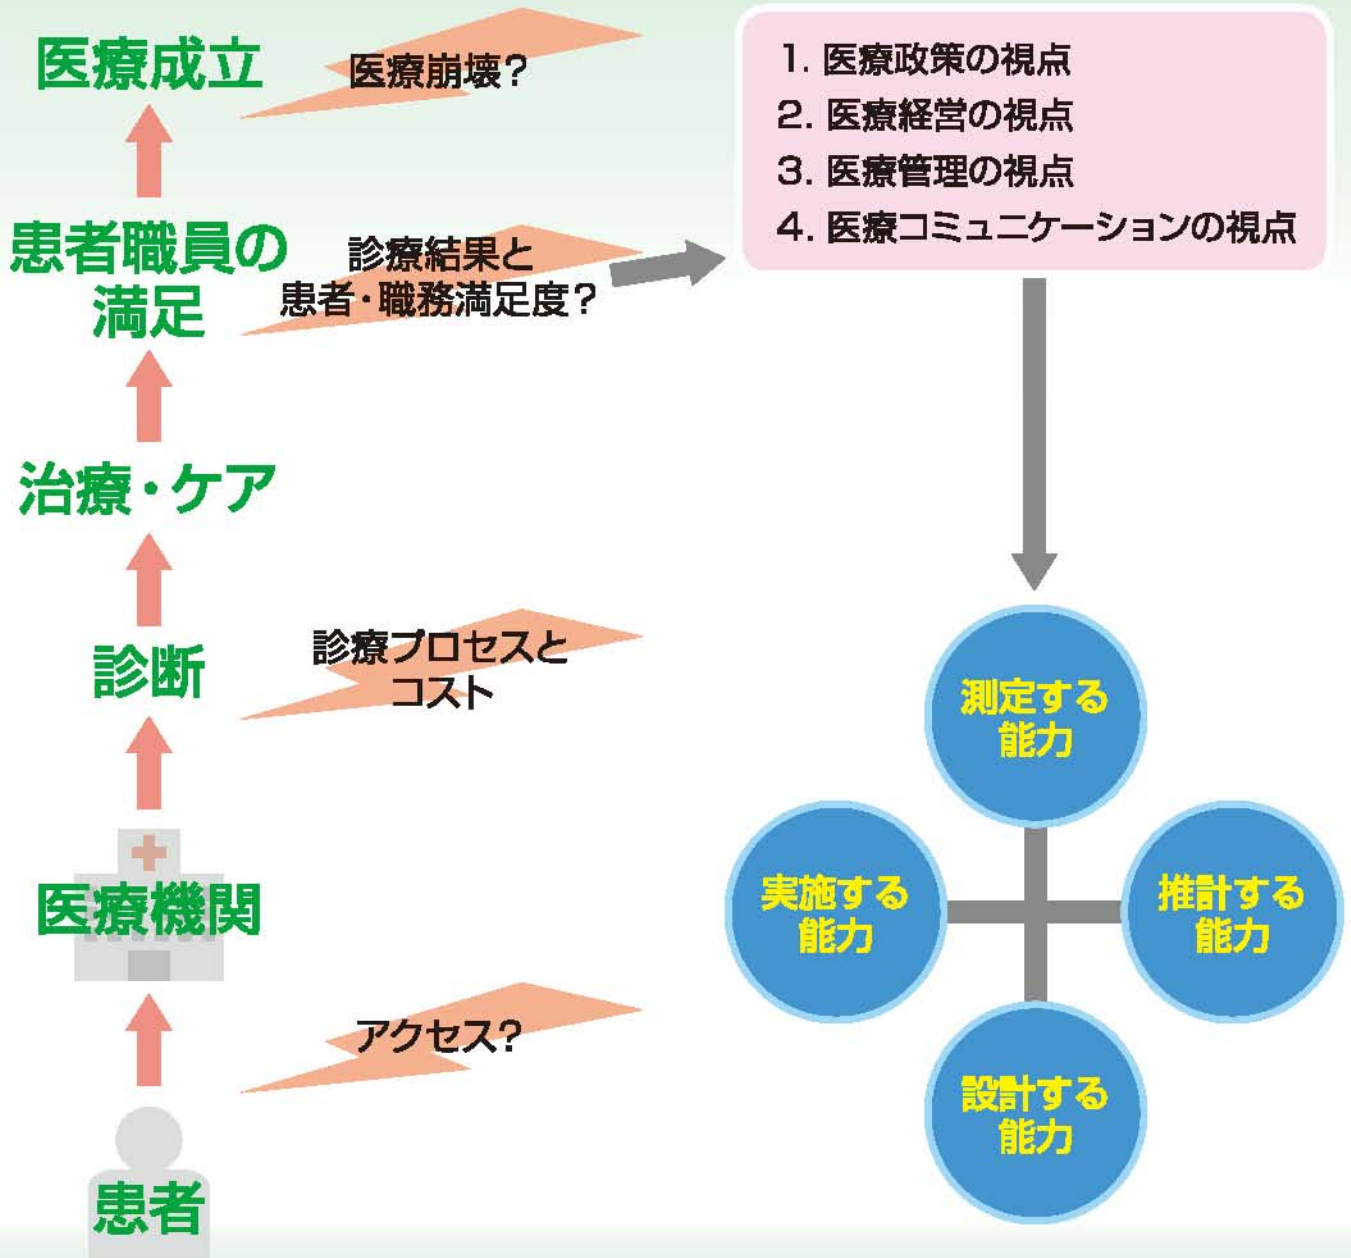 医療成立
医療崩壊?
患者職員の
満足
診療結果と
患者・職務満足度?
治療・ケア
診断
診療プロセスと
コスト
医療機関
アクセス?
患者
1. 医療政策の視点
2. 医療経営の視点
3. 医療管理の視点
4. 医療コミュニケーションの視点
測定する
能力
実施する
能力
推計する
能力
設計する
能力